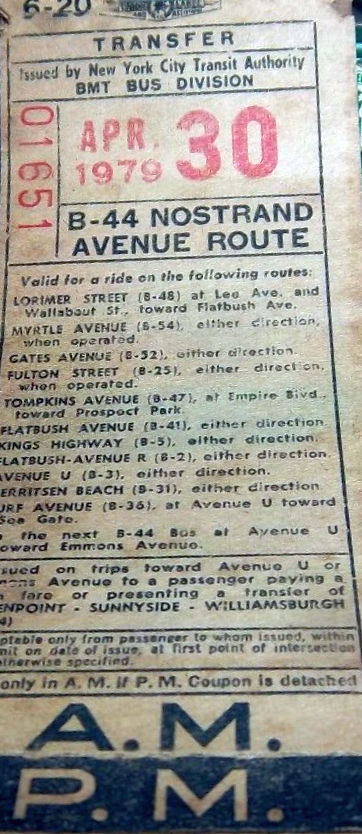 6-20
TRANSFER
Issued by New York City Transit Authority
BMT BUS DIVISION
01651
APR. 30
1979
B-44 NOSTRAND
AVENUE ROUTE
Valid for a ride on the following routes:
LORIMER STREET (B-48) at Lee Ave. and
Wallabout St., toward Flatbush Ave.
MYRTLE AVENUE (B-54), either direction,
when operated.
GATES AVENUE (B-52), either direction.
FULTON STREET (B-25), either direction,
when operated.
TOMPKINS AVENUE (B-47), at Empire Blvd.,
toward Prospect Park.
FLATBUSH AVENUE (B-41), either direction
KINGS HIGHWAY (B-5), either direction.
FLATBUSH-AVENUE R (B-2), either direction.
AVENUE U (B-3), either direction.
ERRITSEN BEACH (B-31), either direction
URF AVENUE (B-36), at Avenue U toward
Sea Gate.
the next B-44 Bus at Avenue U
oward Emmons Avenue.
sued on trips toward Avenue U or
Avenue to a passenger paying a
fare or presenting a transfer of
ENPOINT - SUNNYSIDE - WILLIAMSBURGH
4)
ptable only from passenger to whom issued, within
mit on date of issue, at first point of intersection
therwise specified.
only in A. M. if P. M. Coupon is detached
A.M.
P.M.